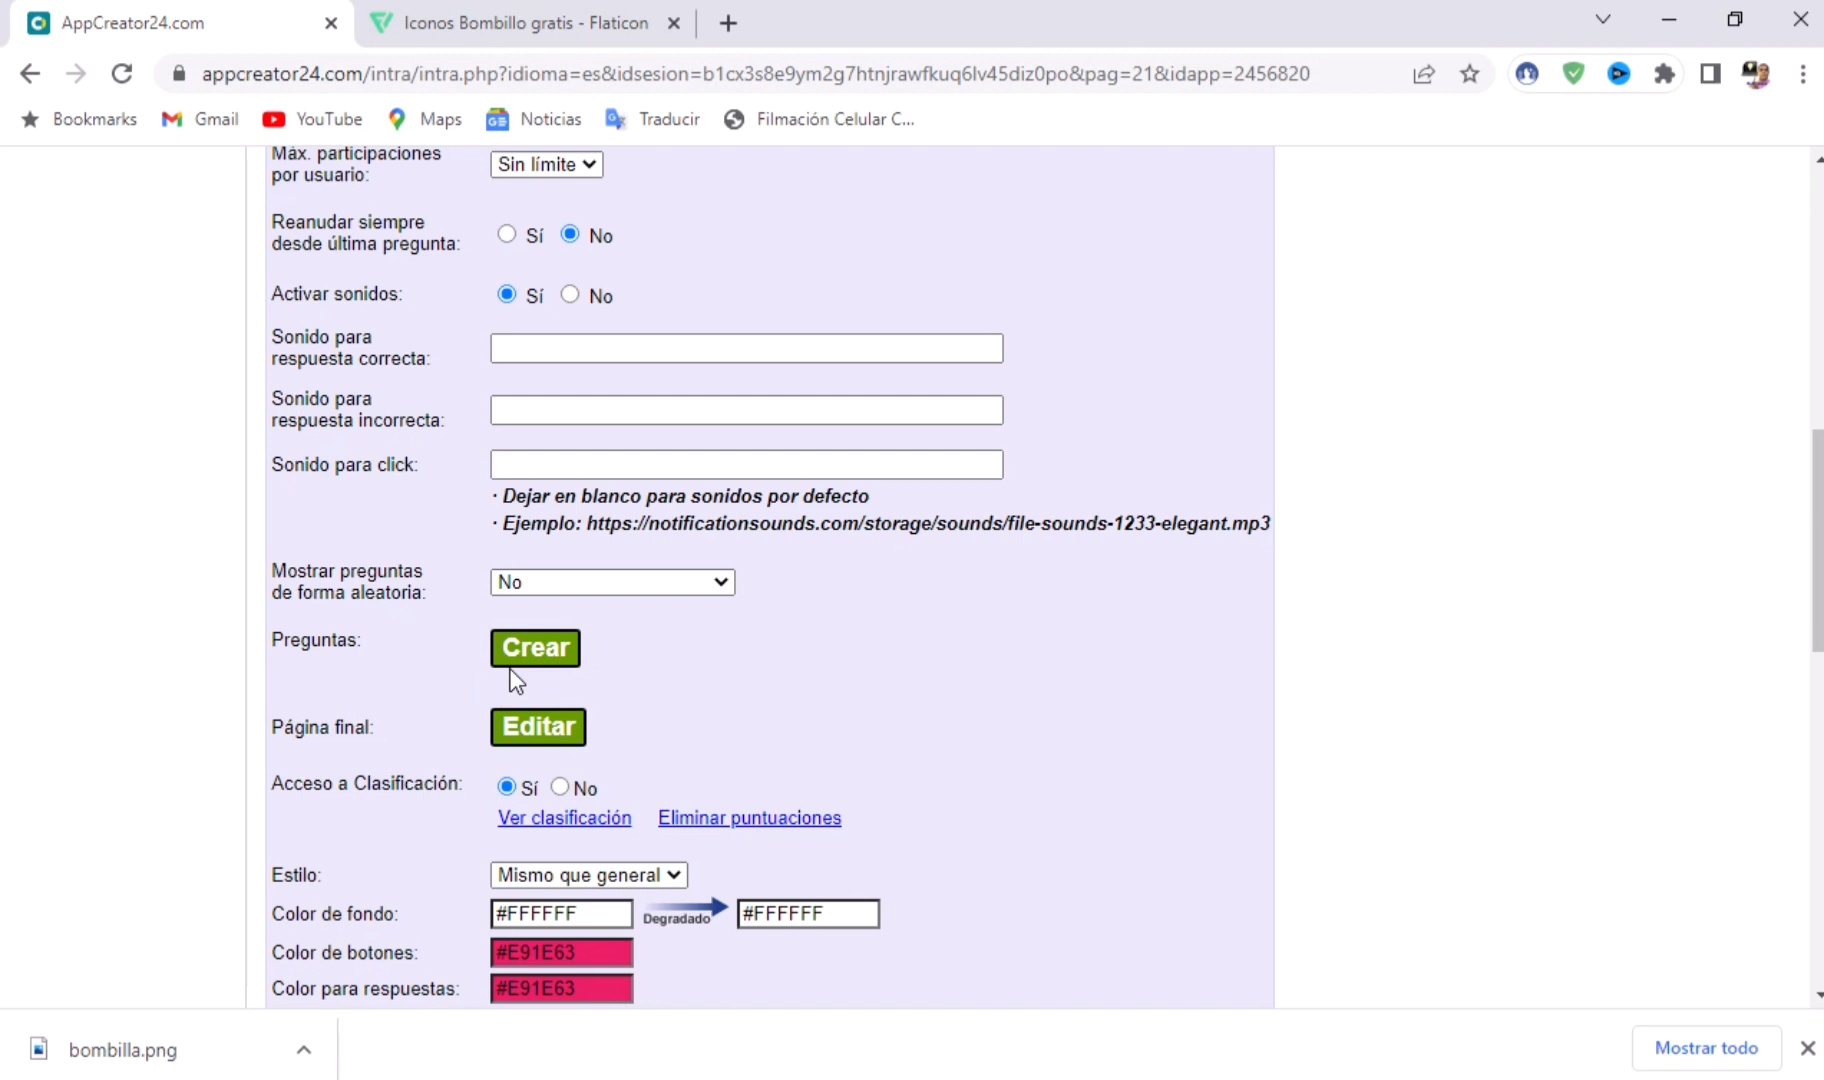 AppCreator24.com
Iconos Bombillo gratis - Flaticon
appcreator24.com/intra/intra.php?idioma=es&idsesion=b1cx3s8e9ym2g7htnjrawfkuq6lv45diz0po&pag=21&idapp=2456820
Bookmarks Gmail YouTube Maps Noticias Traducir Filmación Celular C...
Máx. participaciones
por usuario:
Sin límite
Reanudar siempre
desde última pregunta:
Sí No
Activar sonidos:
Sí No
Sonido para
respuesta correcta:
Sonido para
respuesta incorrecta:
Sonido para click:
· Dejar en blanco para sonidos por defecto
· Ejemplo: https://notificationsounds.com/storage/sounds/file-sounds-1233-elegant.mp3
Mostrar preguntas
de forma aleatoria:
No
Preguntas:
Crear
Página final:
Editar
Acceso a Clasificación:
Sí No
Ver clasificación Eliminar puntuaciones
Estilo:
Mismo que general
Color de fondo:
#FFFFFF Degradado #FFFFFF
Color de botones:
#E91E63
Color para respuestas:
#E91E63
bombilla.png
Mostrar todo